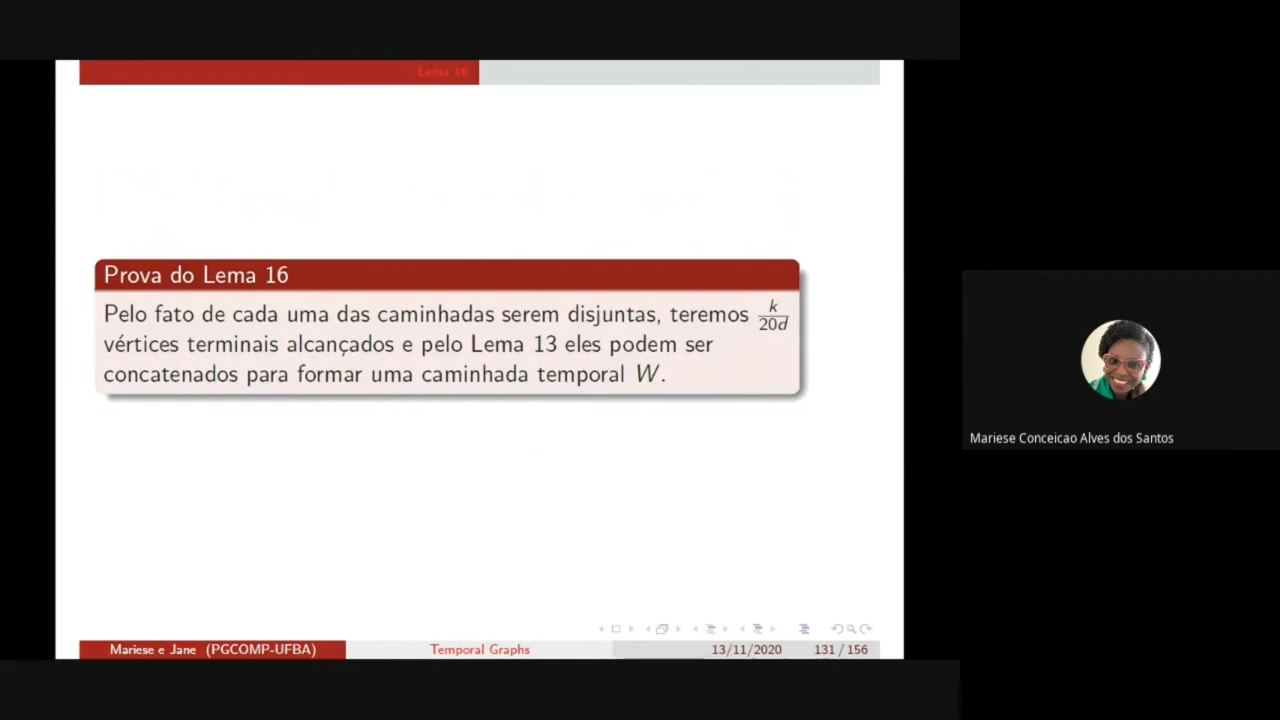 Lema 16
Prova do Lema 16
Pelo fato de cada uma das caminhadas serem disjuntas, teremos k/20d
vértices terminais alcançados e pelo Lema 13 eles podem ser
concatenados para formar uma caminhada temporal W.
Mariese Conceicao Alves dos Santos
Mariese e Jane (PGCOMP-UFBA) Temporal Graphs 13/11/2020 131 / 156